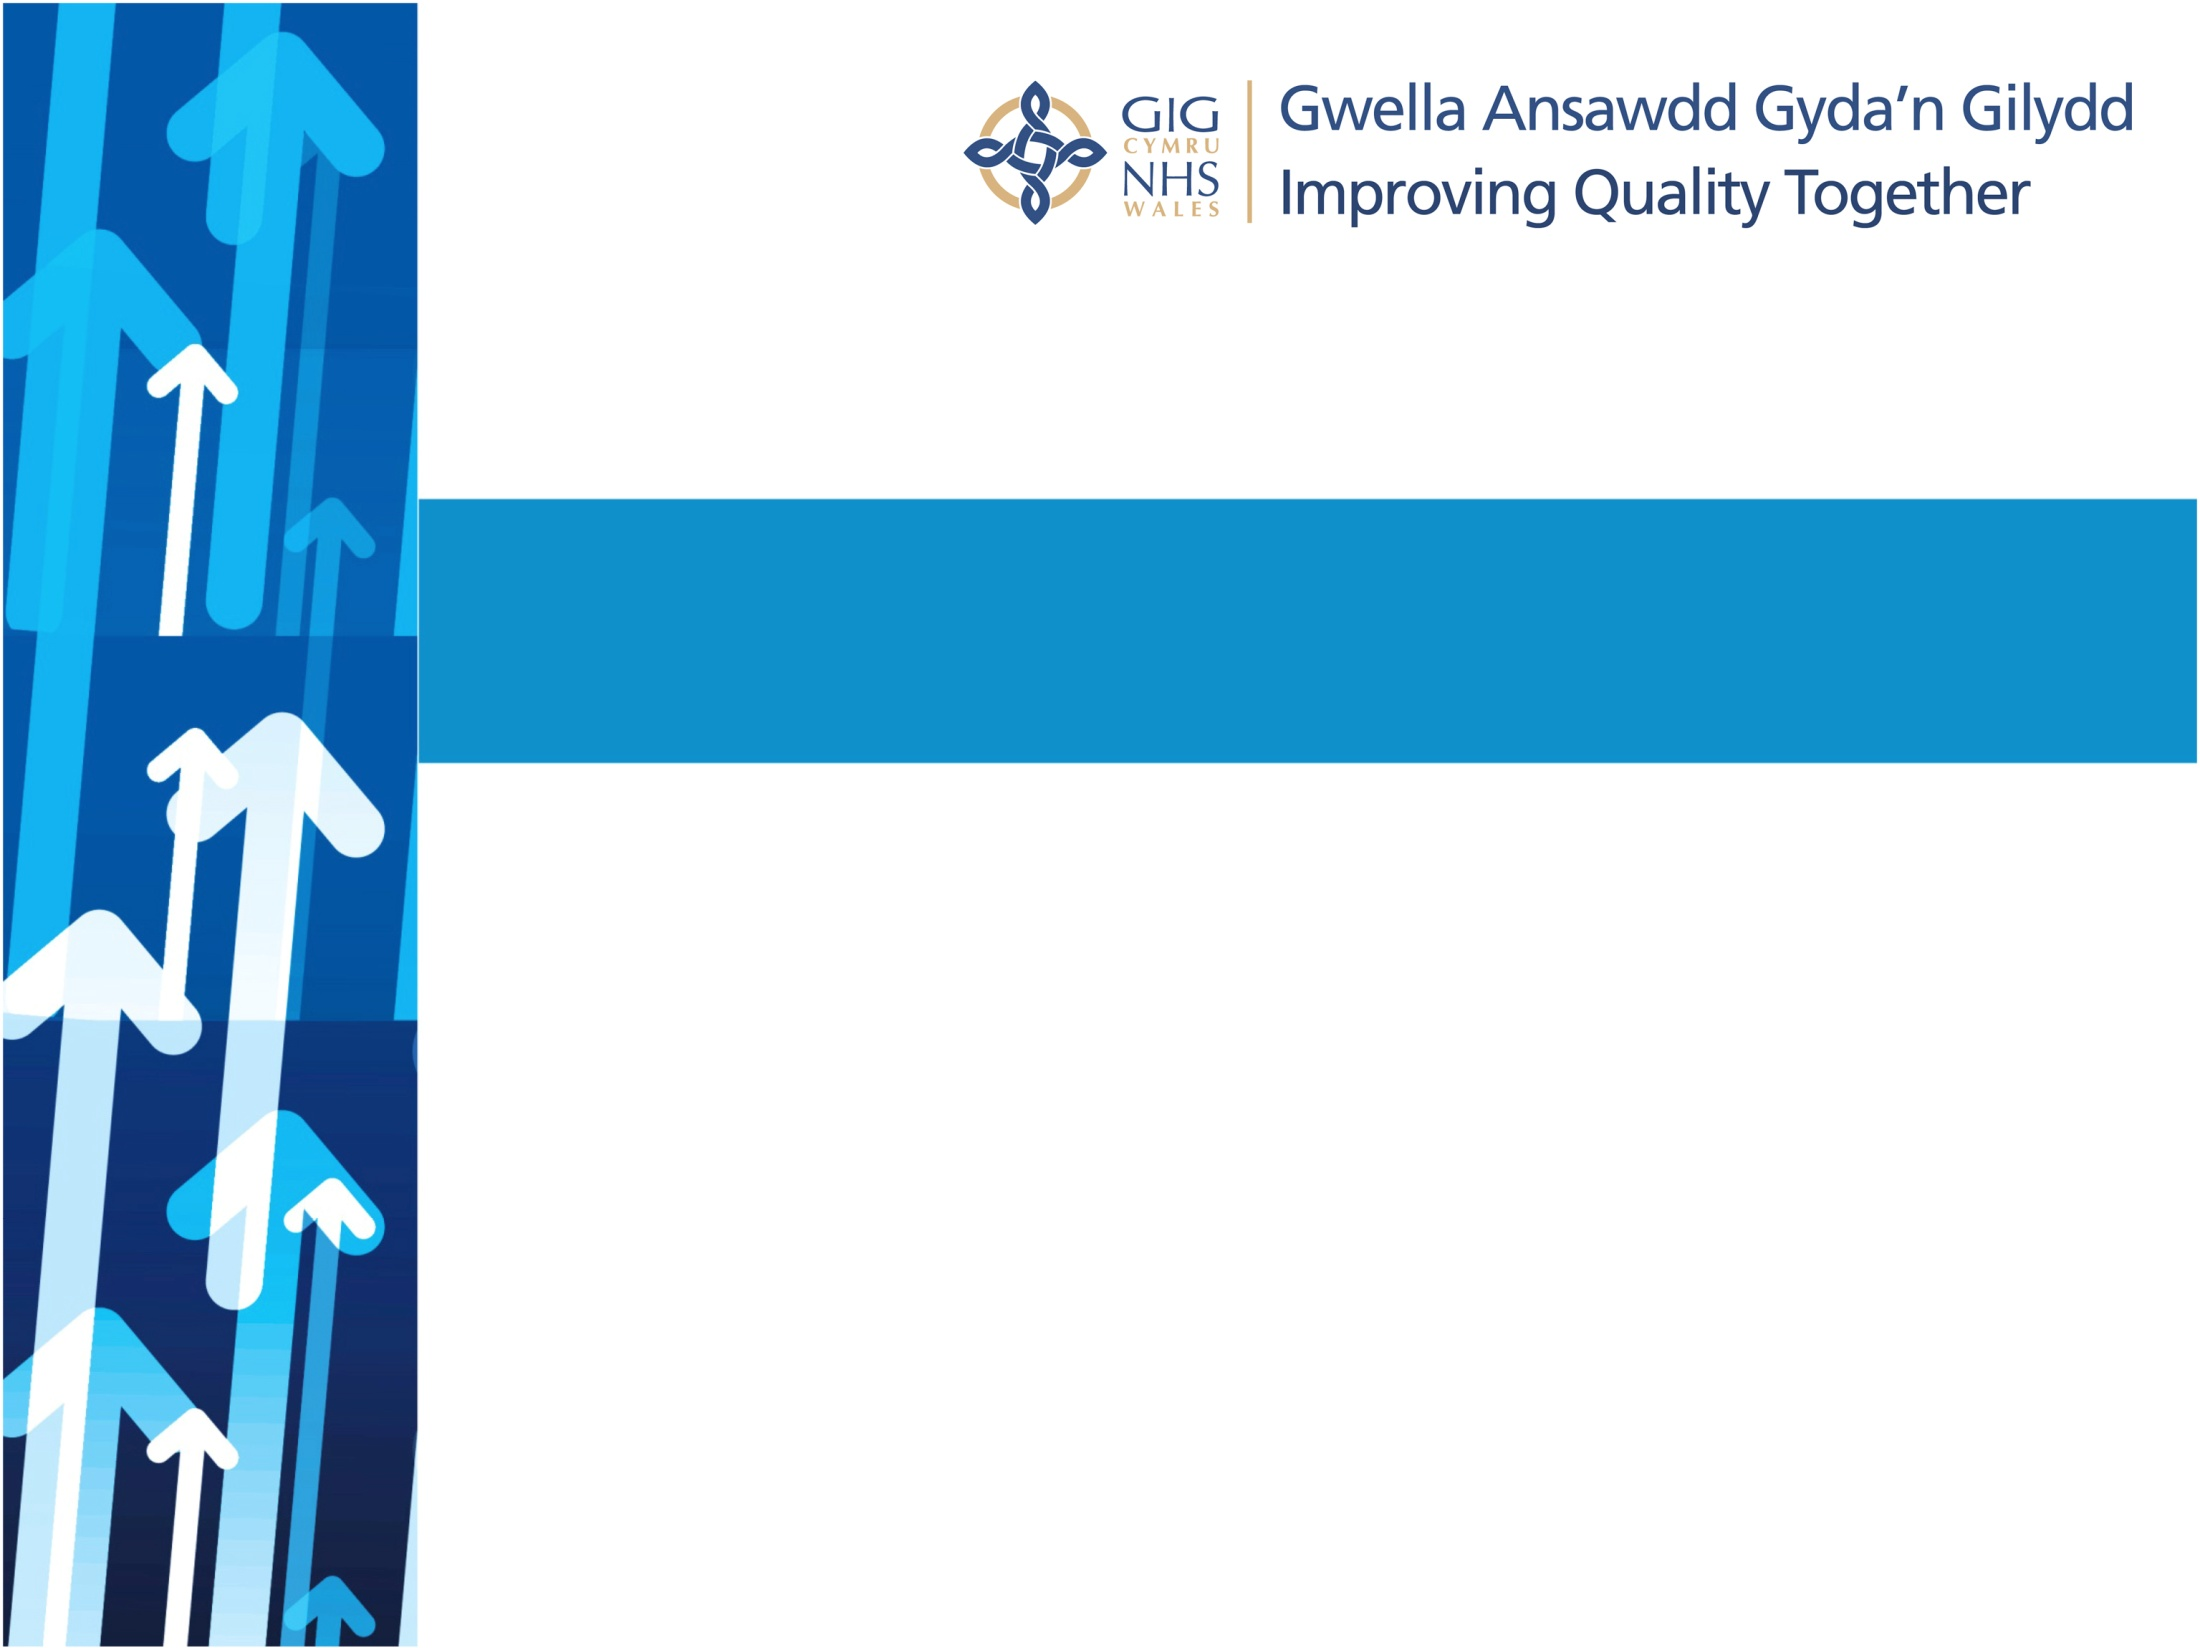 GIG
CYMRU
NHS
WALES
Gwella Ansawdd Gyda'n Gilydd
Improving Quality Together